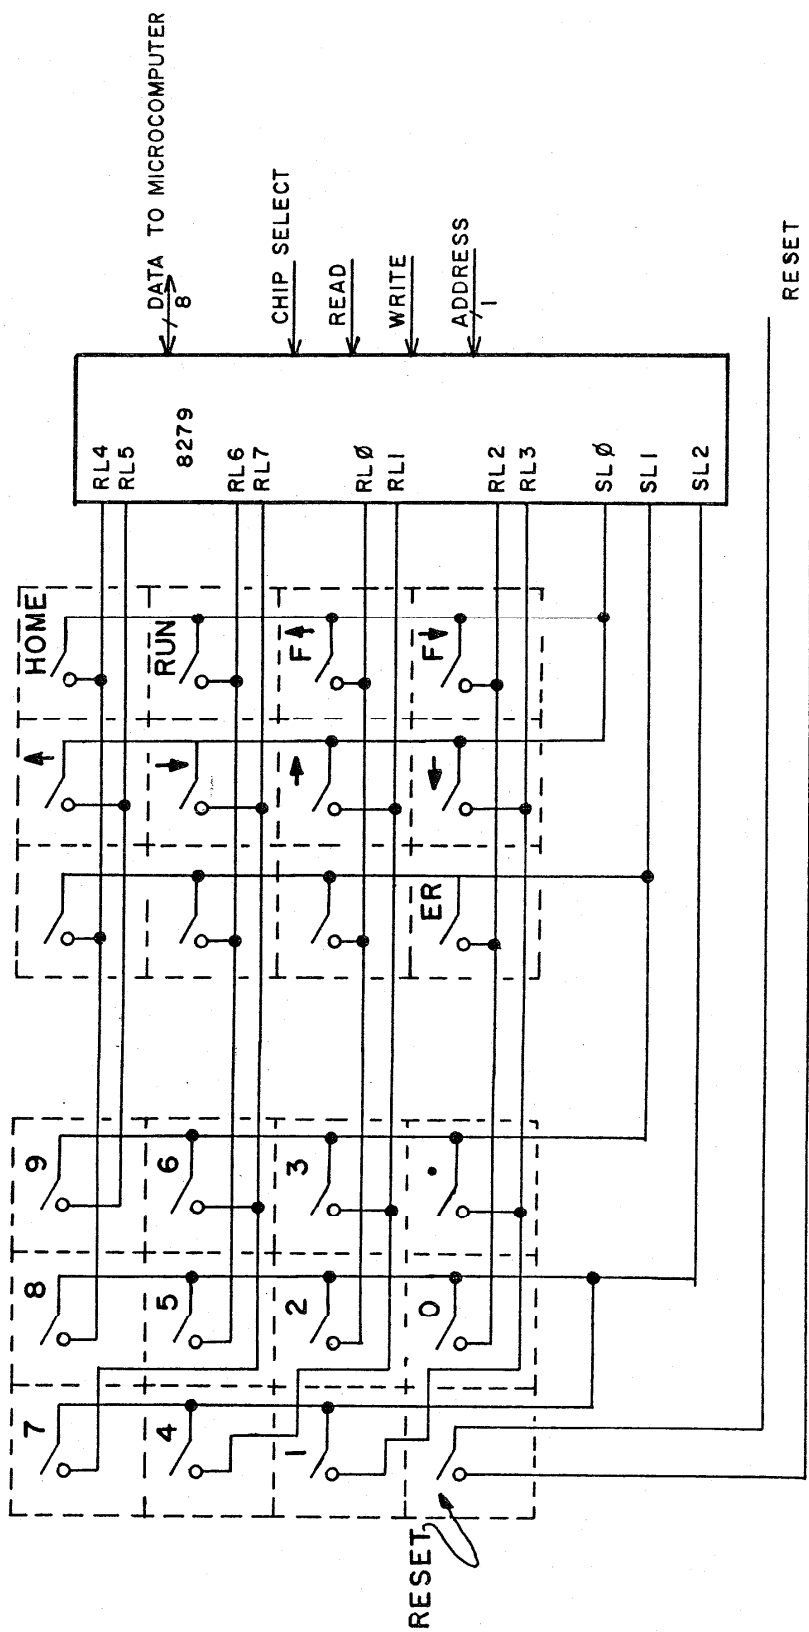 7 8 9 ↑ HOME
4 5 6 ↓ RUN
1 2 3 → F↑
RESET 0 . ER ← F↓
RL4
RL5
8279
RL6
RL7
RLØ
RL1
RL2
RL3
SLØ
SL1
SL2
DATA TO MICROCOMPUTER
8
CHIP SELECT
READ
WRITE
ADDRESS
1
RESET